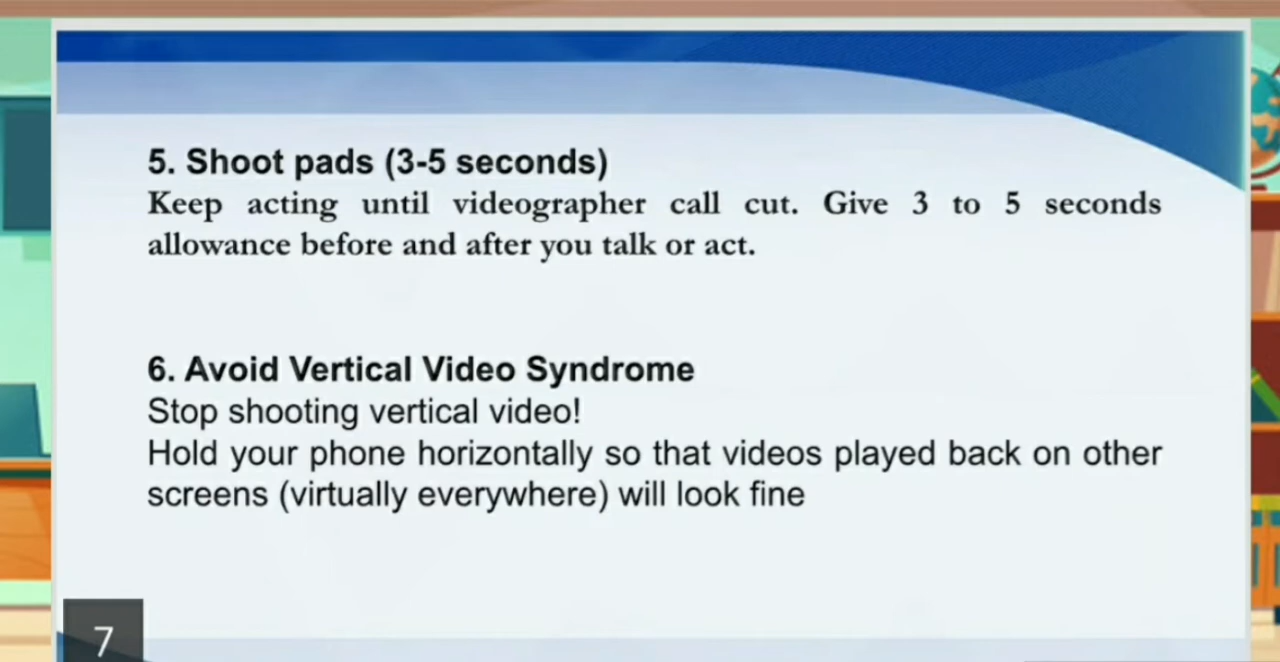 5. Shoot pads (3-5 seconds)
Keep acting until videographer call cut. Give 3 to 5 seconds
allowance before and after you talk or act.
6. Avoid Vertical Video Syndrome
Stop shooting vertical video!
Hold your phone horizontally so that videos played back on other
screens (virtually everywhere) will look fine
7